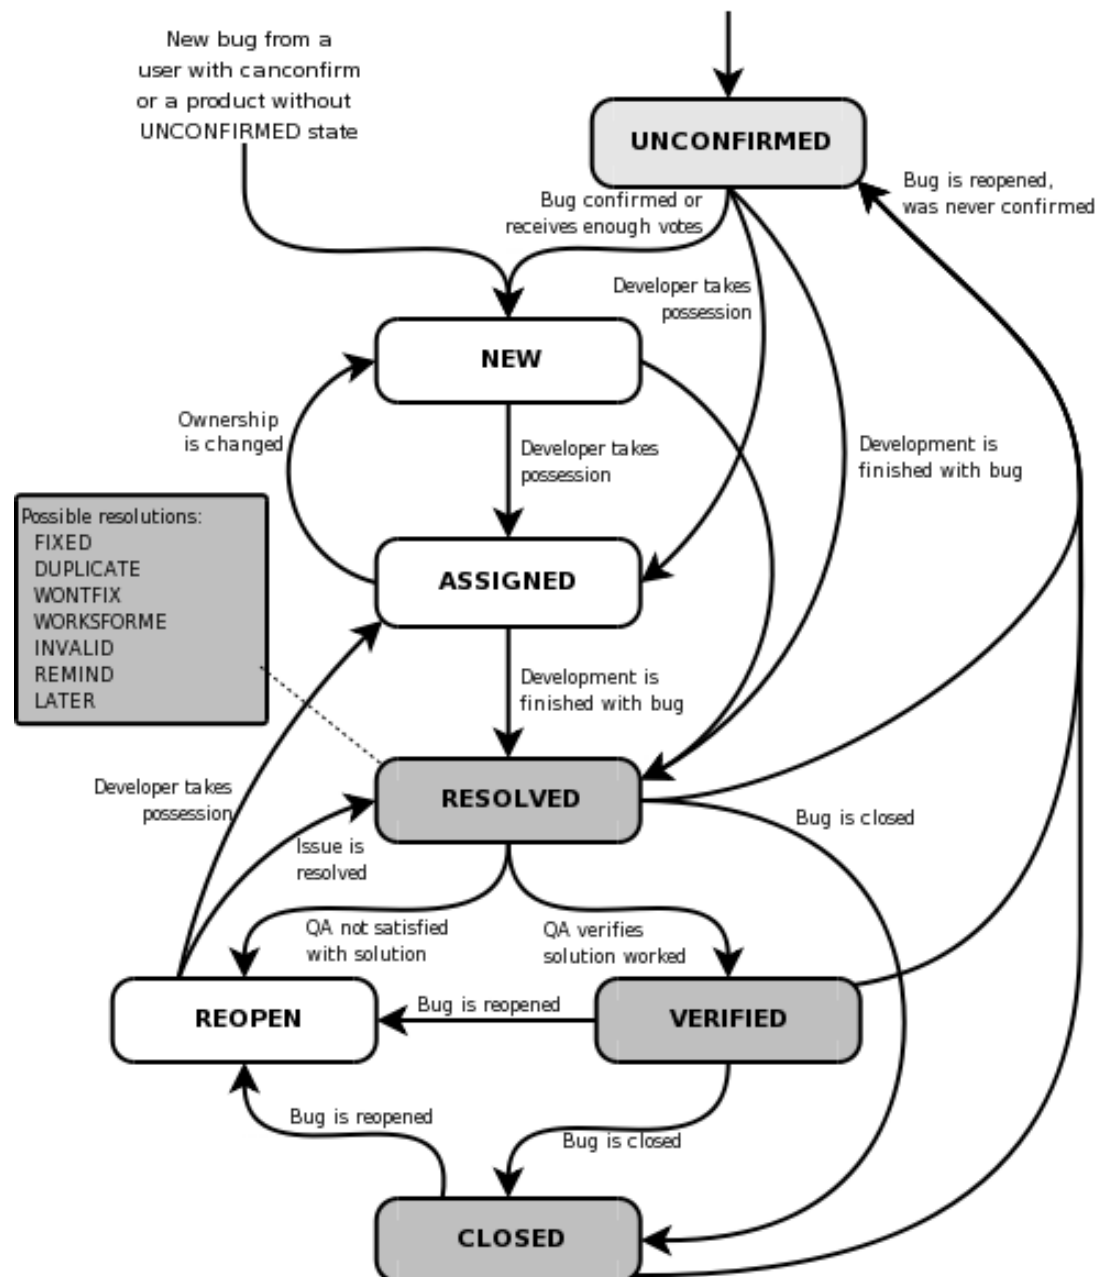 New bug from a
user with canconfirm
or a product without
UNCONFIRMED state
UNCONFIRMED
Bug is reopened,
was never confirmed
Bug confirmed or
receives enough votes
Developer takes
possession
NEW
Ownership
is changed
Developer takes
possession
Development is
finished with bug
Possible resolutions:
FIXED
DUPLICATE
WONTFIX
WORKSFORME
INVALID
REMIND
LATER
ASSIGNED
Development is
finished with bug
Developer takes
possession
RESOLVED
Bug is closed
Issue is
resolved
QA not satisfied
with solution
QA verifies
solution worked
REOPEN
Bug is reopened
VERIFIED
Bug is reopened
Bug is closed
CLOSED